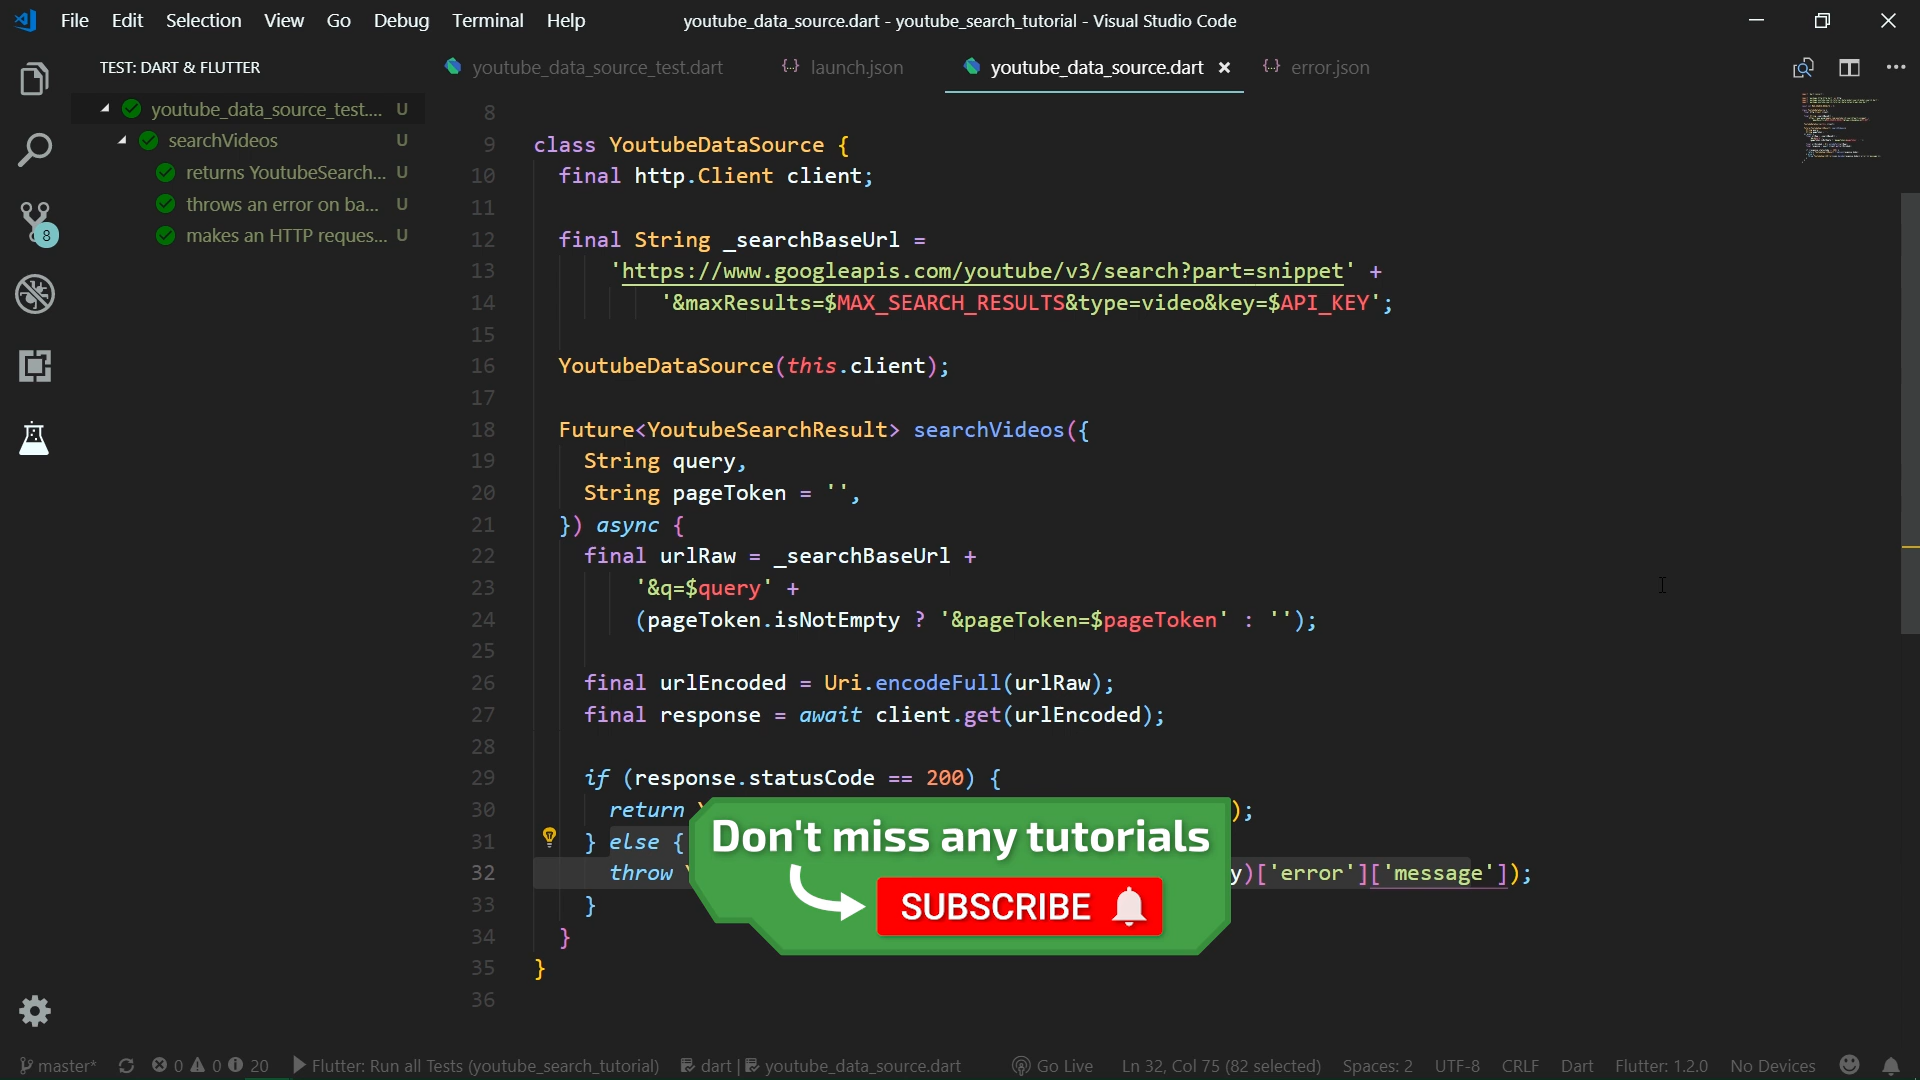 File Edit Selection View Go Debug Terminal Help
youtube_data_source.dart - youtube_search_tutorial - Visual Studio Code
TEST: DART & FLUTTER
youtube_data_source_test.dart
launch.json
youtube_data_source.dart ×
error.json
youtube_data_source_test.... U
searchVideos U
returns YoutubeSearch... U
throws an error on ba... U
makes an HTTP reques... U
8
8
9 class YoutubeDataSource {
10 final http.Client client;
11
12 final String _searchBaseUrl =
13 'https://www.googleapis.com/youtube/v3/search?part=snippet' +
14 '&maxResults=$MAX_SEARCH_RESULTS&type=video&key=$API_KEY';
15
16 YoutubeDataSource(this.client);
17
18 Future<YoutubeSearchResult> searchVideos({
19 String query,
20 String pageToken = '',
21 }) async {
22 final urlRaw = _searchBaseUrl +
23 '&q=$query' +
24 (pageToken.isNotEmpty ? '&pageToken=$pageToken' : '');
25
26 final urlEncoded = Uri.encodeFull(urlRaw);
27 final response = await client.get(urlEncoded);
28
29 if (response.statusCode == 200) {
30 return );
31 } else {
32 throw y)['error']['message']);
33 }
34 }
35 }
36
Don't miss any tutorials
SUBSCRIBE
master* 0 0 20 Flutter: Run all Tests (youtube_search_tutorial) dart | youtube_data_source.dart Go Live Ln 32, Col 75 (82 selected) Spaces: 2 UTF-8 CRLF Dart Flutter: 1.2.0 No Devices